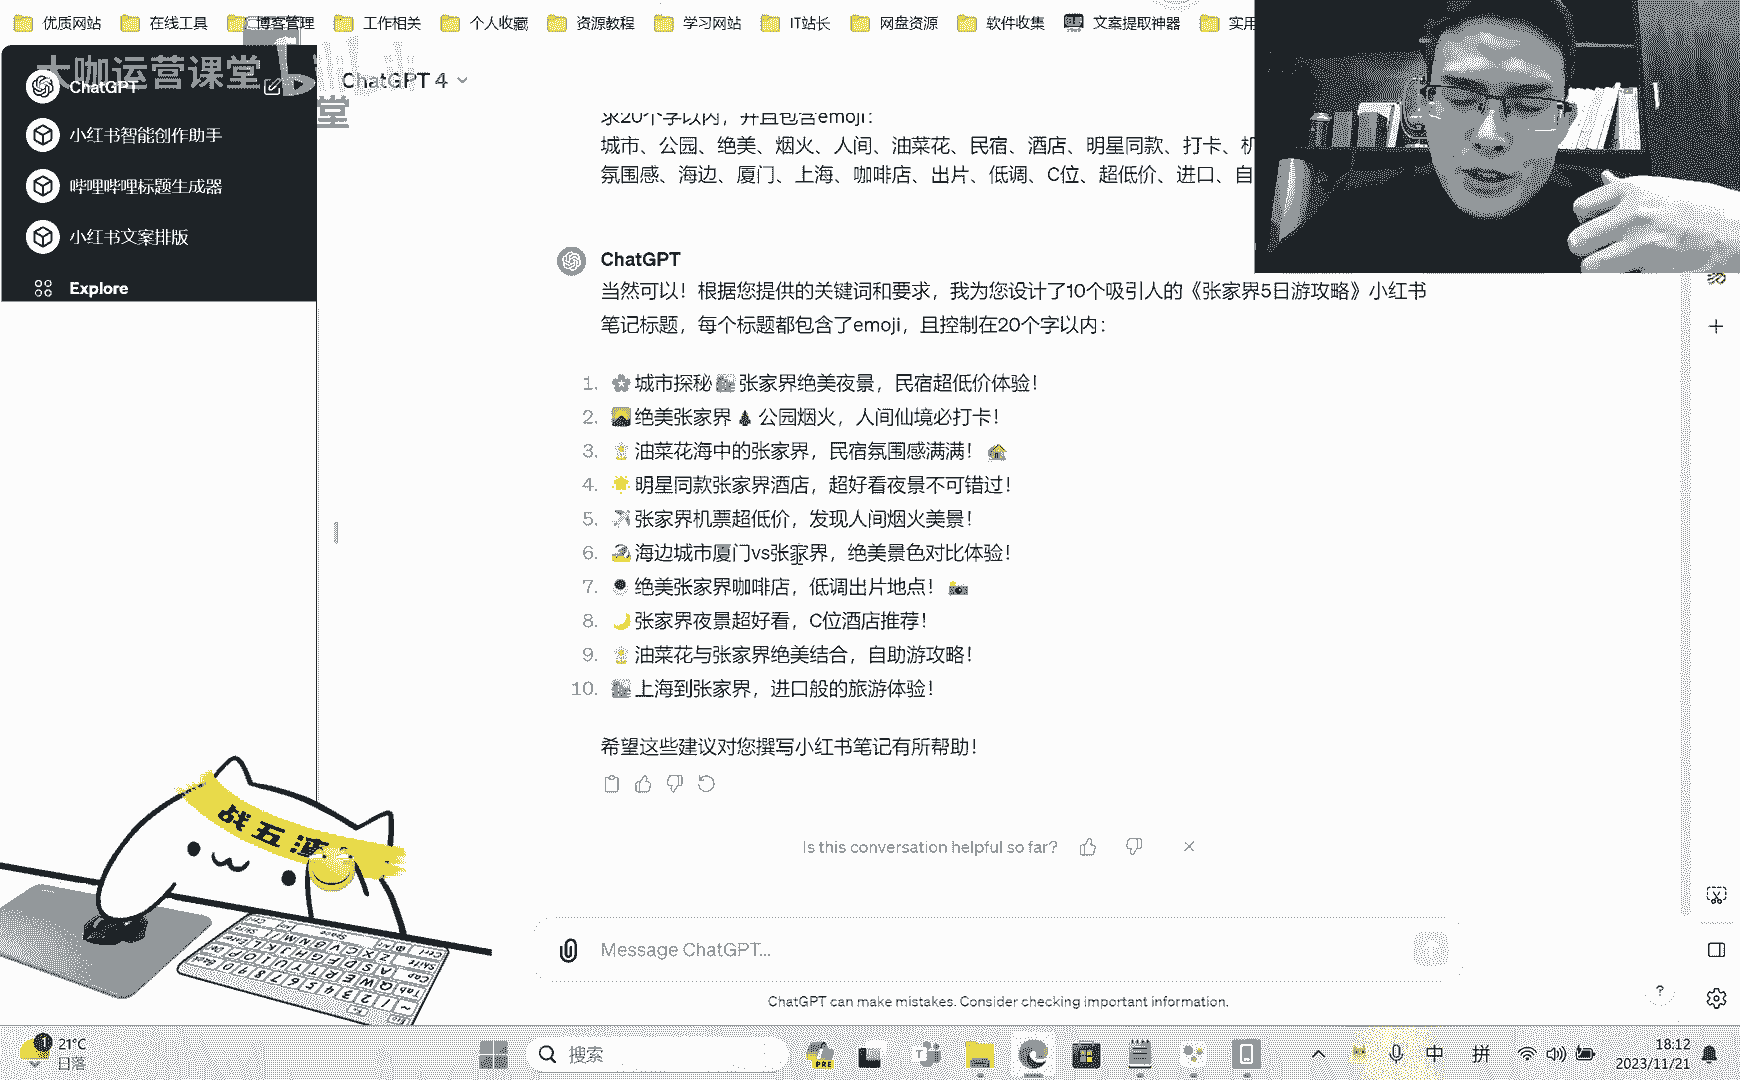 优质网站 在线工具 博客管理 工作相关 个人收藏 资源教程 学习网站 IT站长 网盘资源 软件收集 文案提取神器 实用
大咖运营课堂
ChatGPT
小红书智能创作助手
哔哩哔哩标题生成器
小红书文案排版
Explore
ChatGPT 4
求20个字以内，并且包含emoji：
城市、公园、绝美、烟火、人间、油菜花、民宿、酒店、明星同款、打卡、机
氛围感、海边、厦门、上海、咖啡店、出片、低调、C位、超低价、进口、自
ChatGPT
当然可以！根据您提供的关键词和要求，我为您设计了10个吸引人的《张家界5日游攻略》小红书
笔记标题，每个标题都包含了emoji，且控制在20个字以内：
1. 🌸城市探秘🏙️张家界绝美夜景，民宿超低价体验！
2. 🌄绝美张家界🌲公园烟火，人间仙境必打卡！
3. 🌼油菜花海中的张家界，民宿氛围感满满！🏠
4. 🌟明星同款张家界酒店，超好看夜景不可错过！
5. ✈️张家界机票超低价，发现人间烟火美景！
6. 🏖️海边城市厦门vs张家界，绝美景色对比体验！
7. 绝美张家界咖啡店，低调出片地点！📸
8. 🌙张家界夜景超好看，C位酒店推荐！
9. 🌼油菜花与张家界绝美结合，自助游攻略！
10. 🏙️上海到张家界，进口般的旅游体验！
希望这些建议对您撰写小红书笔记有所帮助！
Is this conversation helpful so far?
Message ChatGPT...
ChatGPT can make mistakes. Consider checking important information.
?
战五渣
21°C
日落
搜索
PRE
中 拼
18:12
2023/11/21